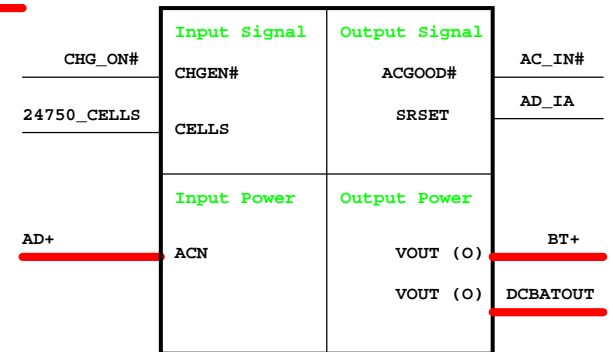 Input Signal Output Signal
CHG_ON# CHGEN# ACGOOD# AC_IN#
24750_CELLS CELLS SRSET AD_IA
Input Power Output Power
AD+ ACN VOUT (O) BT+
VOUT (O) DCBATOUT